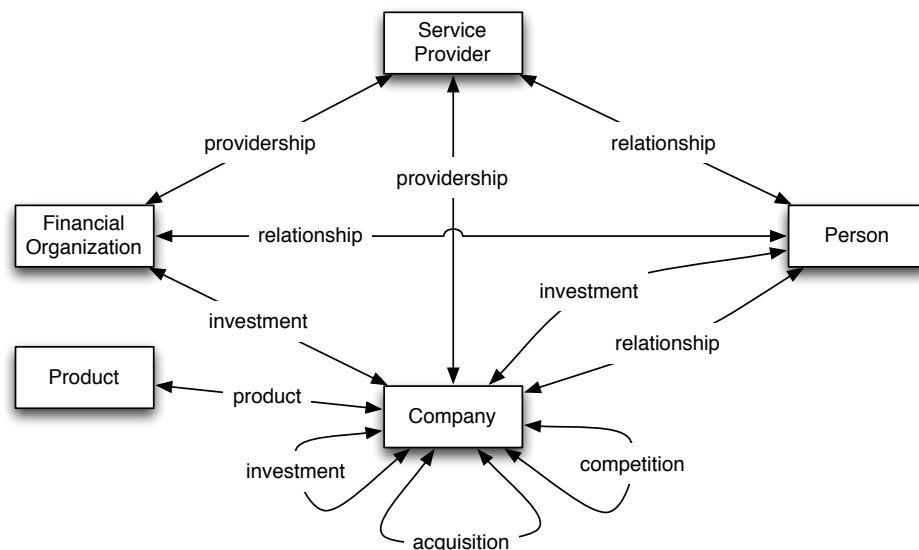 Service
Provider
providership
relationship
providership
Financial
Organization
relationship
Person
investment
investment
relationship
Product
product
Company
investment
competition
acquisition